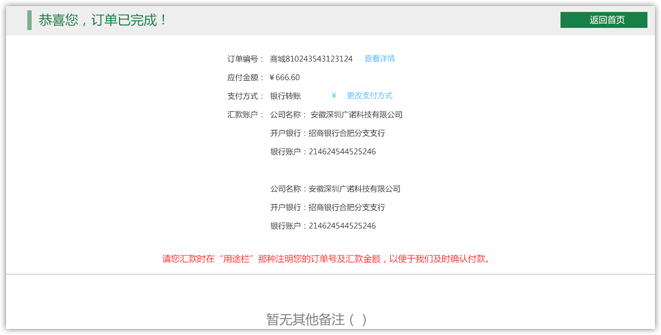 恭喜您，订单已完成！
返回首页
订单编号： 商城810243543123124 查看详情
应付金额： ¥666.60
支付方式： 银行转账 ¥ 更改支付方式
汇款账户： 公司名称： 安徽深圳广诺科技有限公司
开户银行：招商银行合肥分支支行
银行账户：214624544525246
公司名称：安徽深圳广诺科技有限公司
开户银行：招商银行合肥分支支行
银行账户：214624544525246
请您汇款时在“用途栏”那种注明您的订单号及汇款金额，以便于我们及时确认付款。
暂无其他备注（ ）